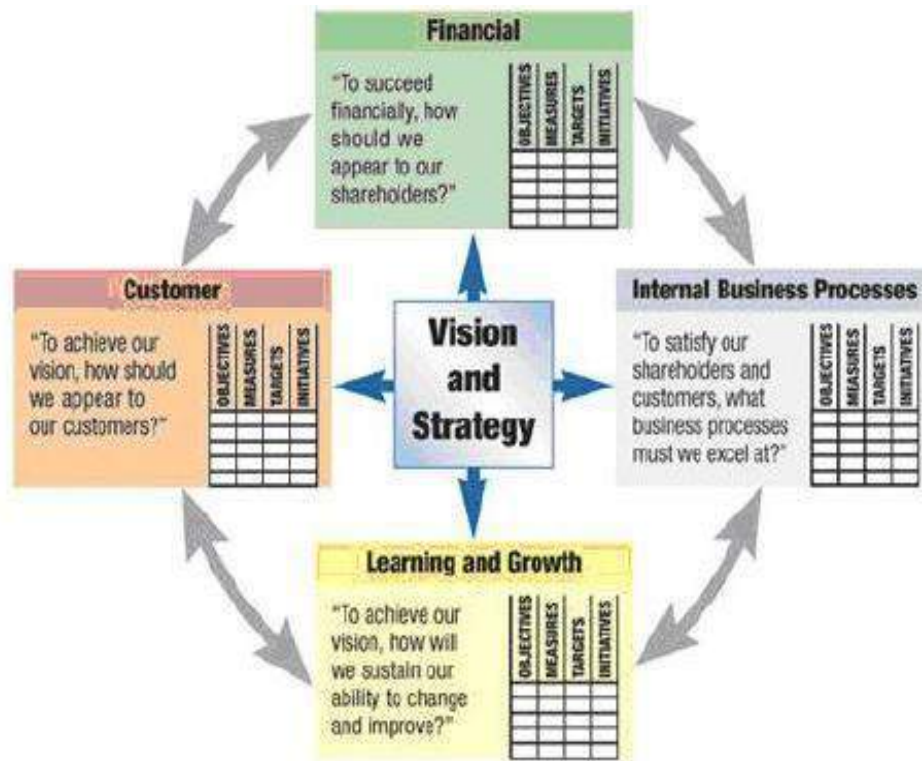 Financial
“To succeed
financially, how
should we
appear to our
shareholders?”
OBJECTIVES
MEASURES
TARGETS
INITIATIVES
Customer
“To achieve our
vision, how should
we appear to
our customers?”
OBJECTIVES
MEASURES
TARGETS
INITIATIVES
Vision
and
Strategy
Internal Business Processes
“To satisfy our
shareholders and
customers, what
business processes
must we excel at?”
OBJECTIVES
MEASURES
TARGETS
INITIATIVES
Learning and Growth
“To achieve our
vision, how will
we sustain our
ability to change
and improve?”
OBJECTIVES
MEASURES
TARGETS
INITIATIVES